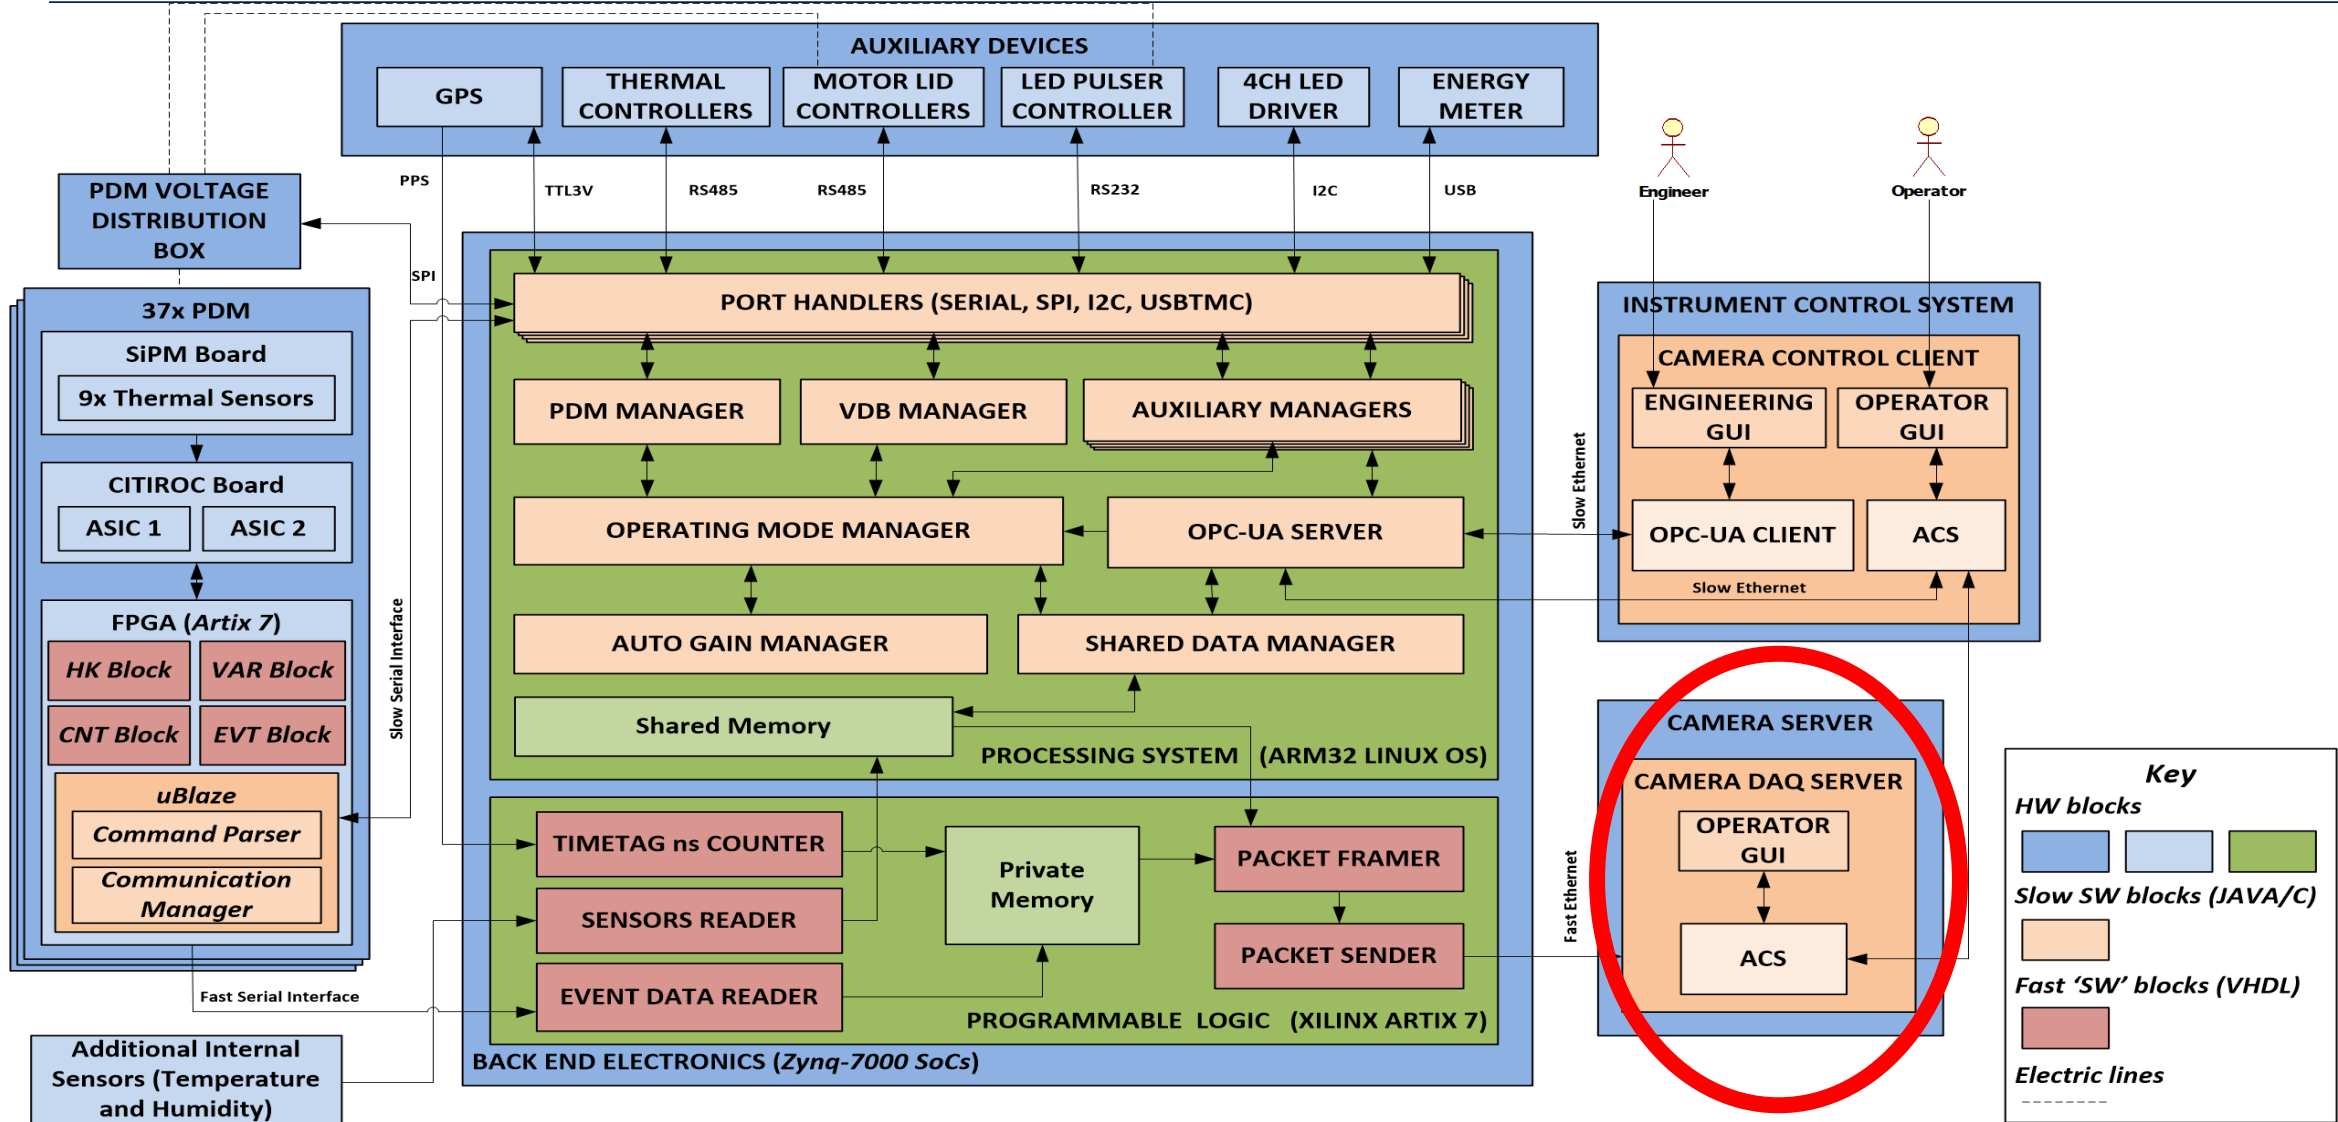 AUXILIARY DEVICES
GPS
THERMAL
CONTROLLERS
MOTOR LID
CONTROLLERS
LED PULSER
CONTROLLER
4CH LED
DRIVER
ENERGY
METER
PPS
TTL3V
RS485
RS485
RS232
I2C
USB
Engineer
Operator
PDM VOLTAGE
DISTRIBUTION
BOX
SPI
37x PDM
SiPM Board
9x Thermal Sensors
CITIROC Board
ASIC 1
ASIC 2
FPGA (Artix 7)
HK Block
VAR Block
CNT Block
EVT Block
uBlaze
Command Parser
Communication
Manager
Slow Serial Interface
Fast Serial Interface
Additional Internal
Sensors (Temperature
and Humidity)
PORT HANDLERS (SERIAL, SPI, I2C, USBTMC)
PDM MANAGER
VDB MANAGER
AUXILIARY MANAGERS
OPERATING MODE MANAGER
OPC-UA SERVER
AUTO GAIN MANAGER
SHARED DATA MANAGER
Shared Memory
PROCESSING SYSTEM (ARM32 LINUX OS)
TIMETAG ns COUNTER
SENSORS READER
EVENT DATA READER
Private
Memory
PACKET FRAMER
PACKET SENDER
PROGRAMMABLE LOGIC (XILINX ARTIX 7)
BACK END ELECTRONICS (Zynq-7000 SoCs)
Slow Ethernet
Fast Ethernet
INSTRUMENT CONTROL SYSTEM
CAMERA CONTROL CLIENT
ENGINEERING
GUI
OPERATOR
GUI
OPC-UA CLIENT
ACS
Slow Ethernet
CAMERA SERVER
CAMERA DAQ SERVER
OPERATOR
GUI
ACS
Key
HW blocks
Slow SW blocks (JAVA/C)
Fast ‘SW’ blocks (VHDL)
Electric lines